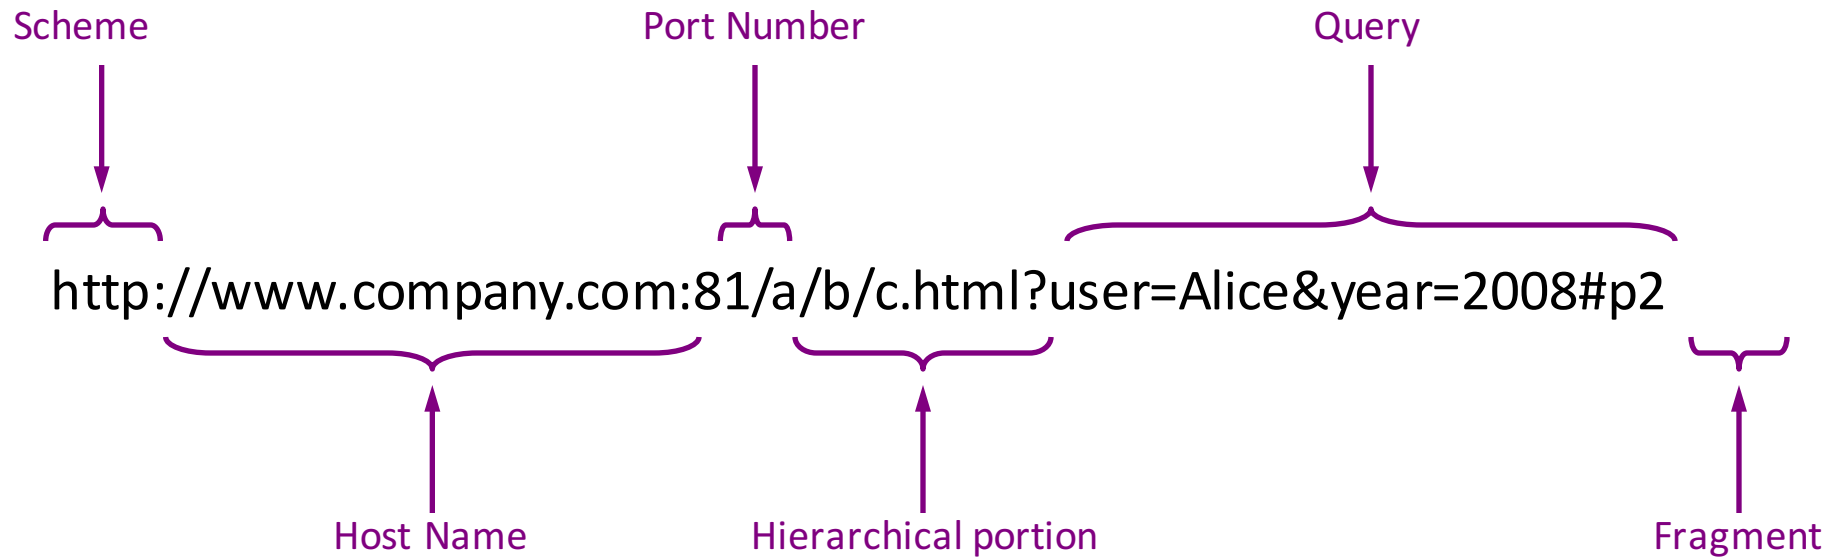 Scheme Port Number Query
http://www.company.com:81/a/b/c.html?user=Alice&year=2008#p2
Host Name Hierarchical portion Fragment